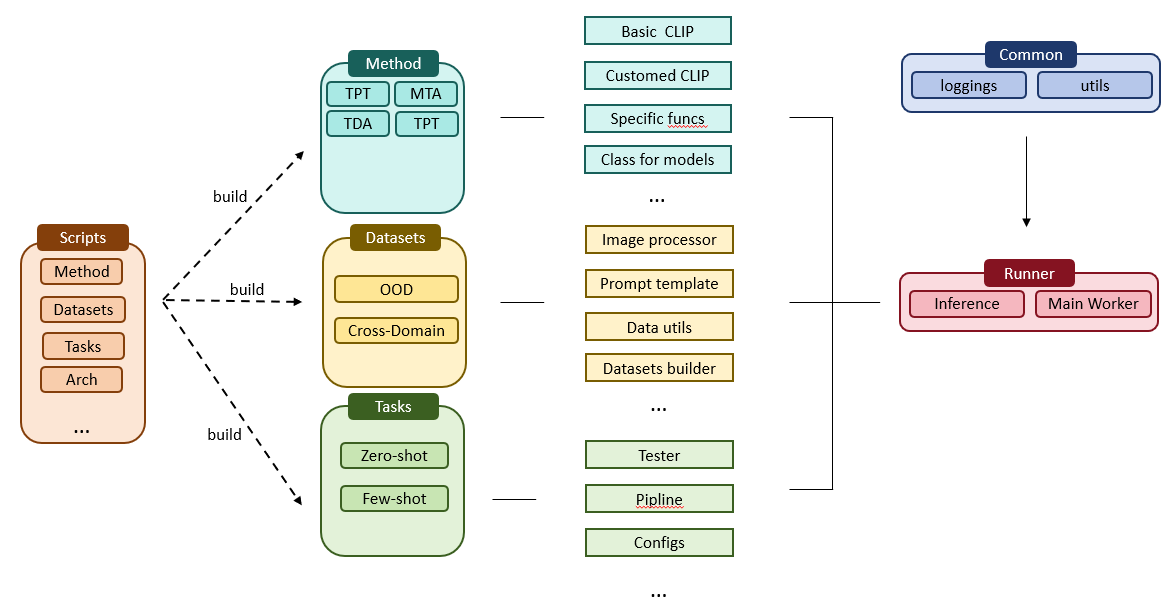 Scripts
Method
Datasets
Tasks
Arch
...
build
build
build
Method
TPT
MTA
TDA
TPT
Datasets
OOD
Cross-Domain
Tasks
Zero-shot
Few-shot
Basic CLIP
Customed CLIP
Specific funcs
Class for models
...
Image processor
Prompt template
Data utils
Datasets builder
...
Tester
Pipline
Configs
...
Common
loggings
utils
Runner
Inference
Main Worker